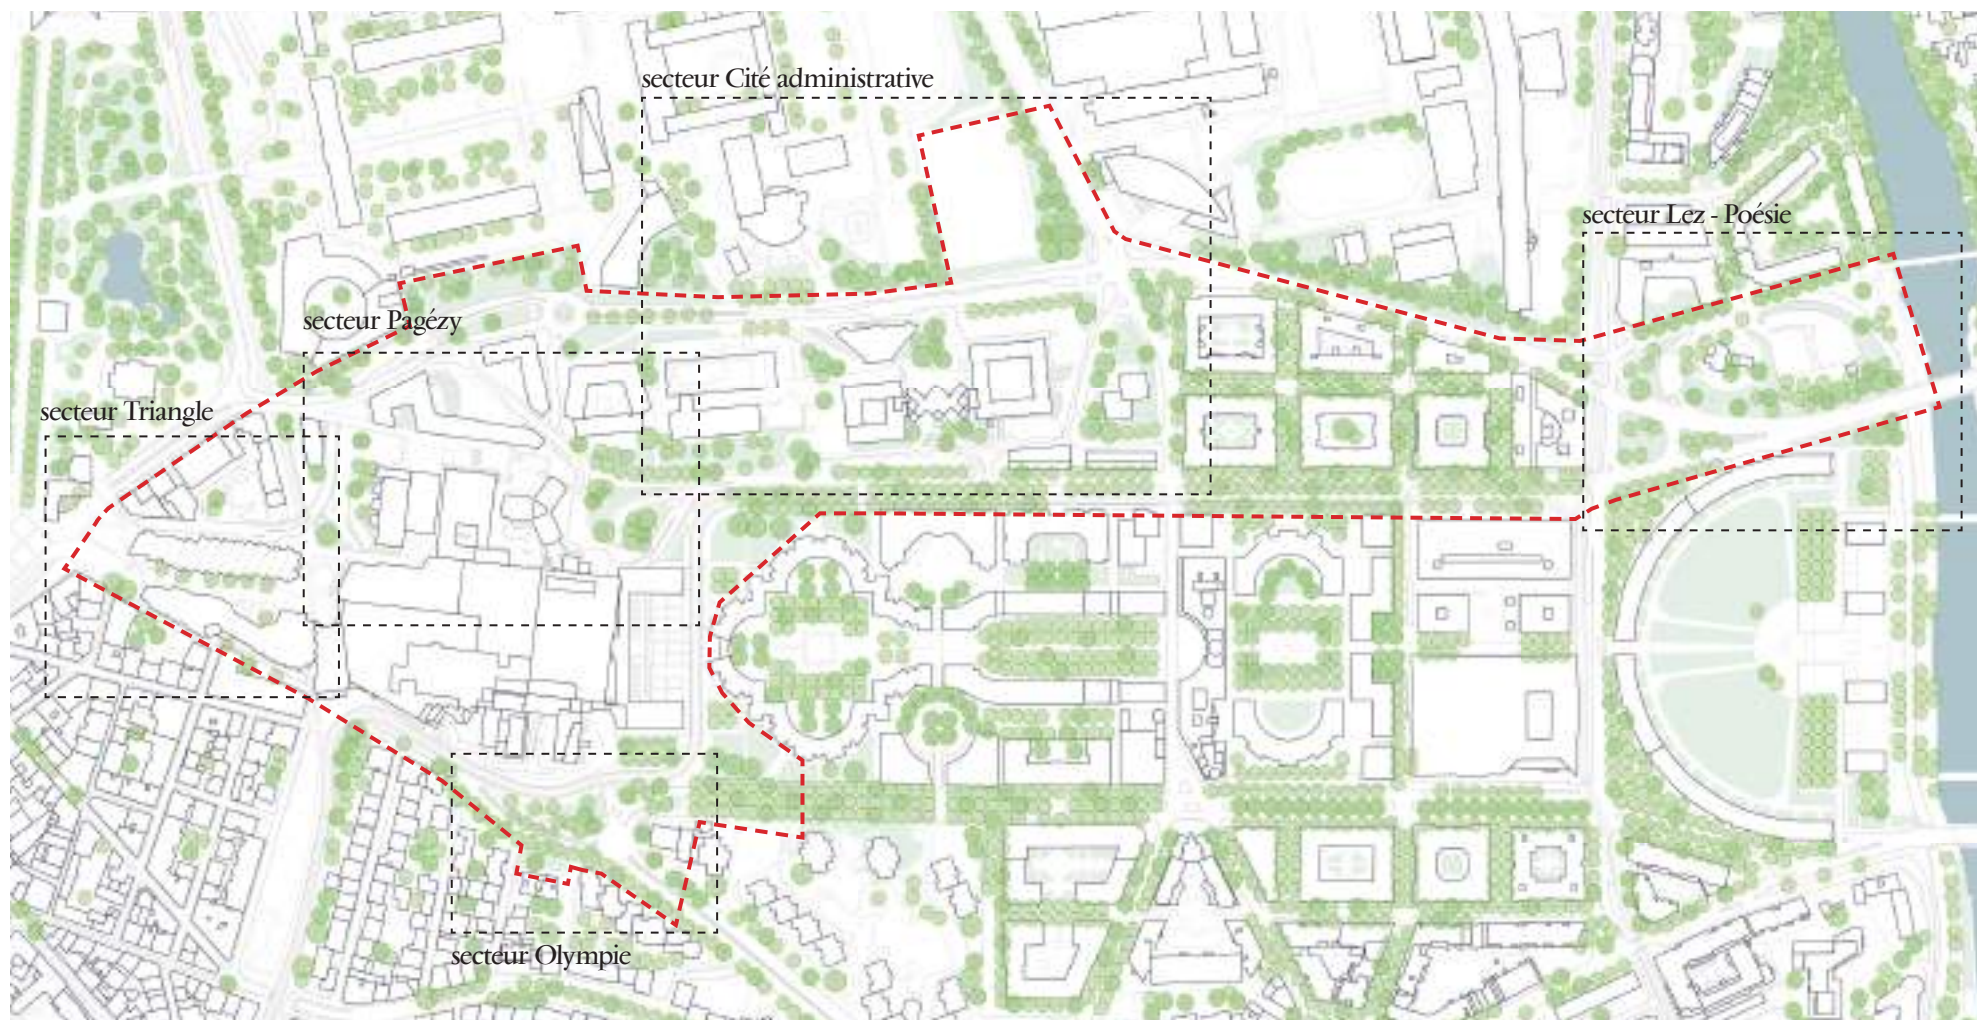 secteur Cité administrative
secteur Lez - Poésie
secteur Pagézy
secteur Triangle
secteur Olympie